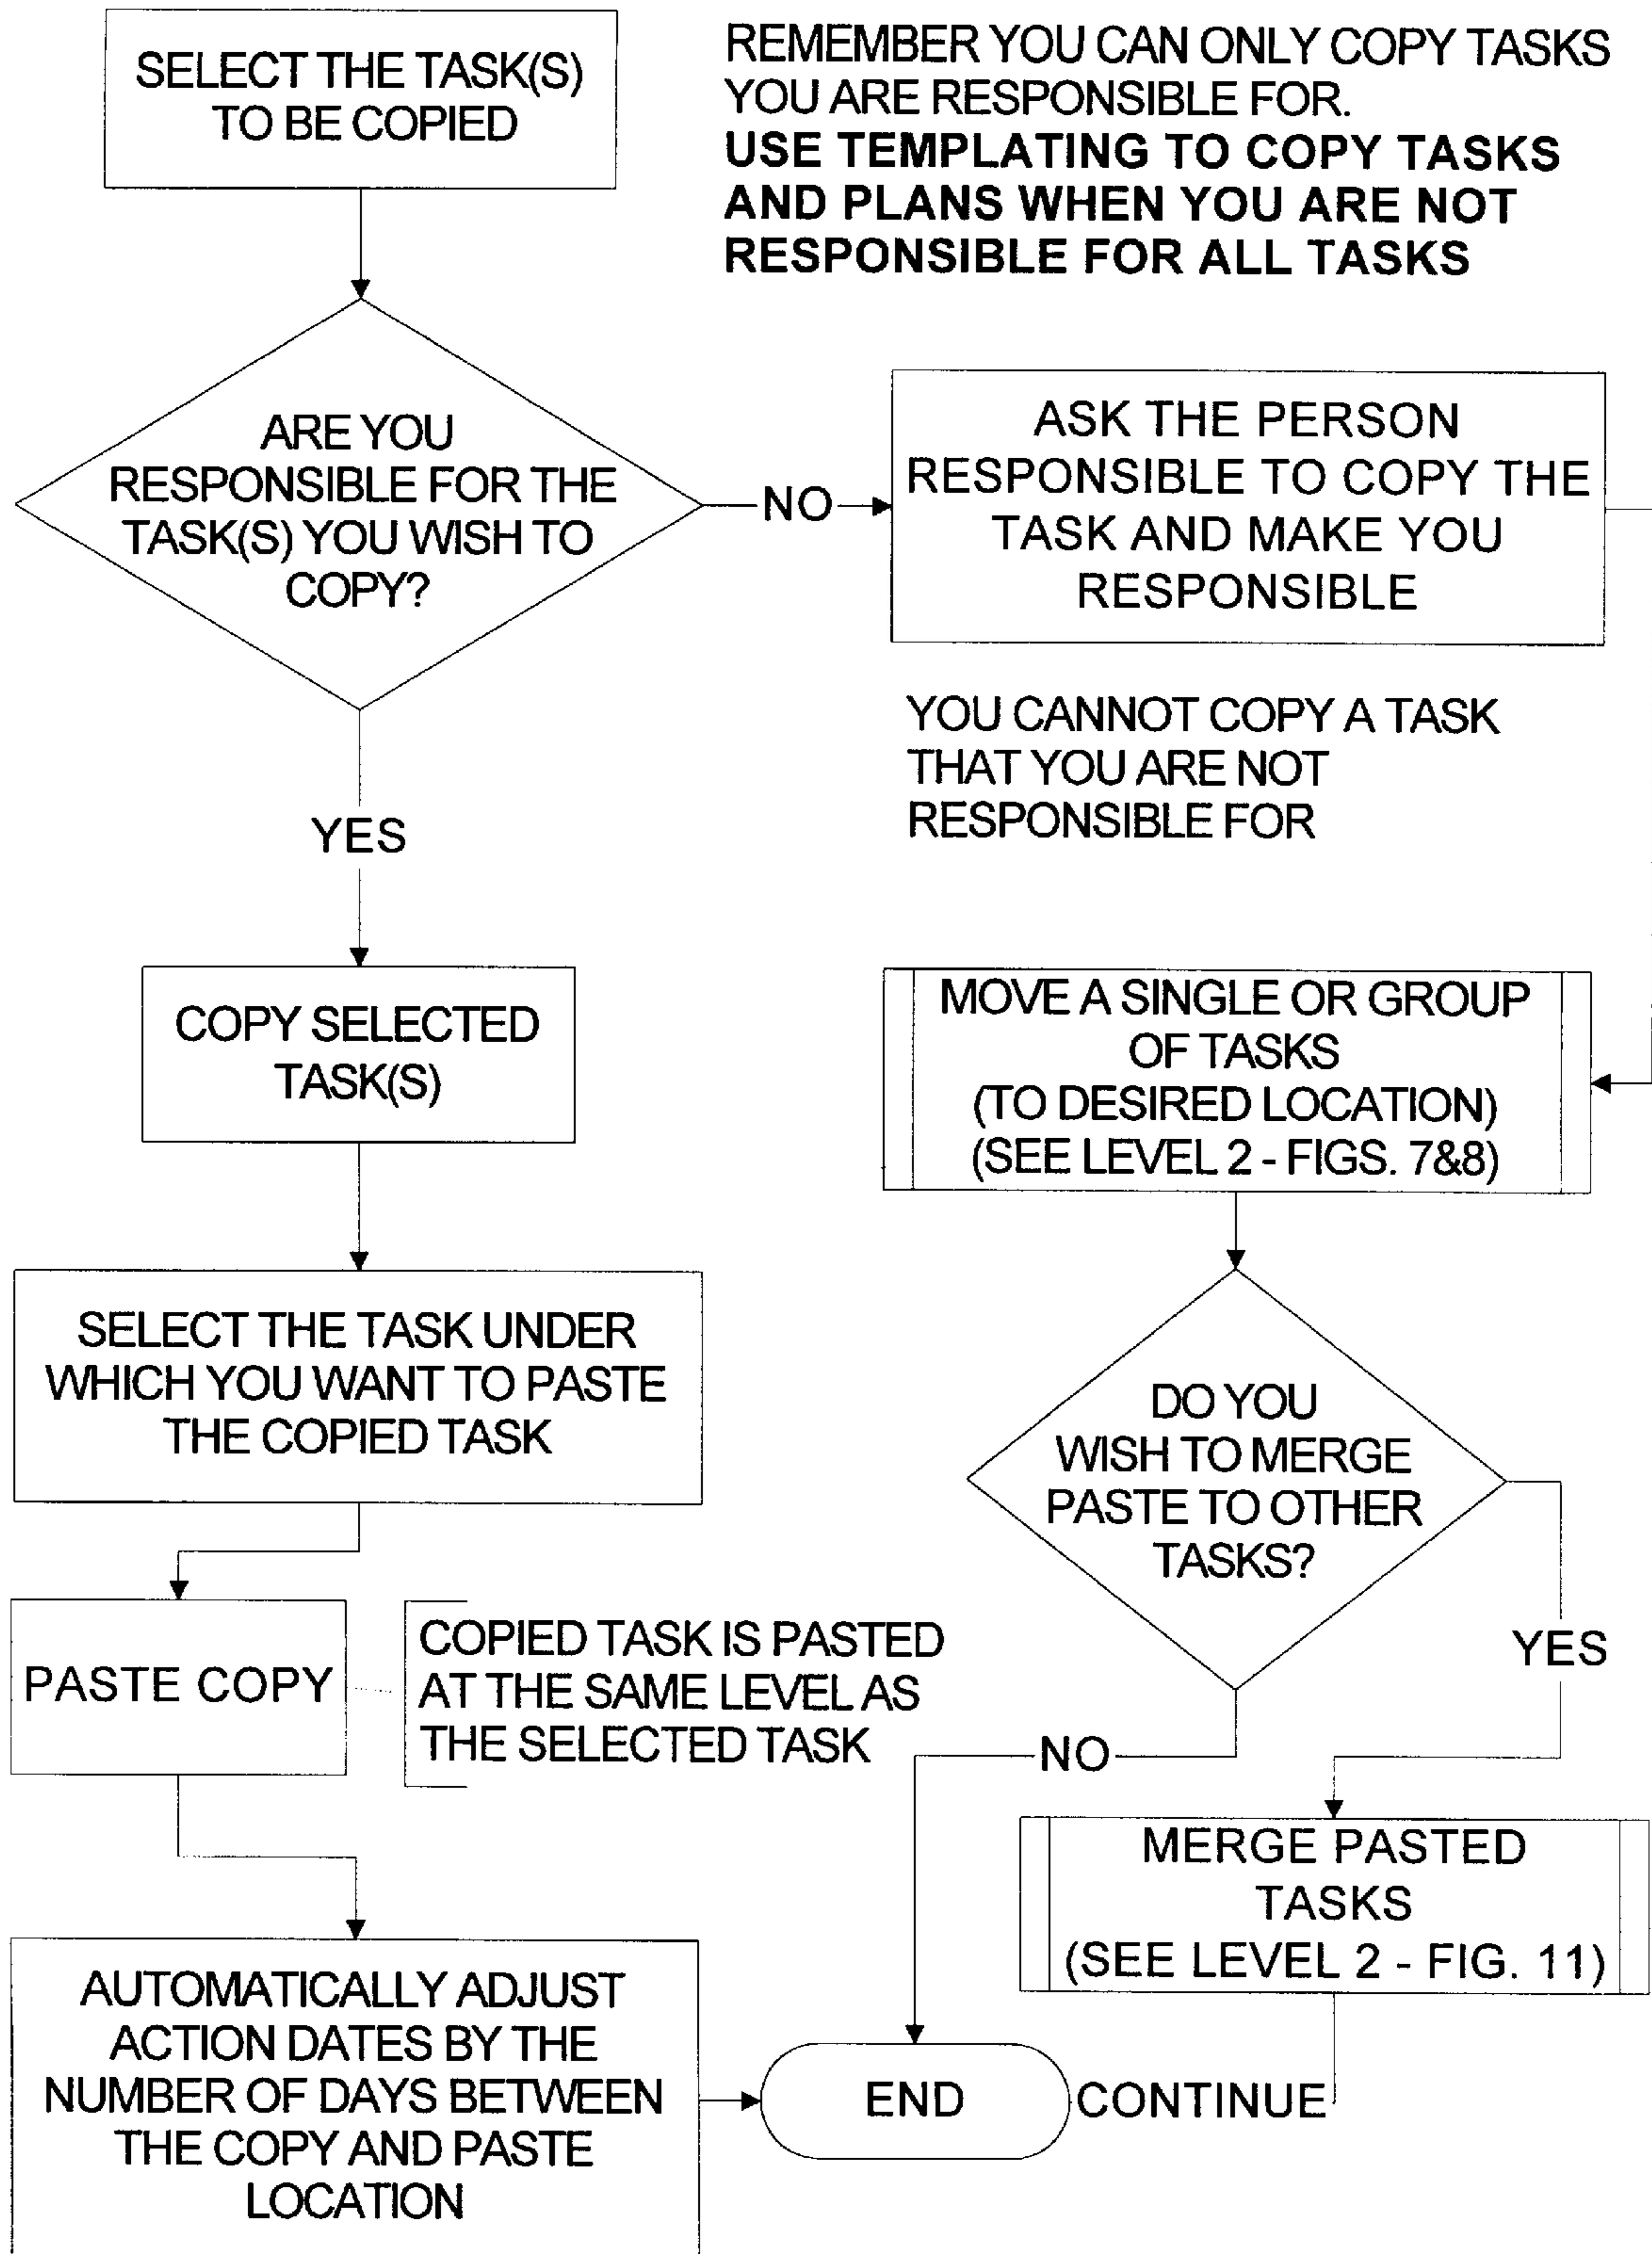 SELECT THE TASK(S)
TO BE COPIED
REMEMBER YOU CAN ONLY COPY TASKS
YOU ARE RESPONSIBLE FOR.
USE TEMPLATING TO COPY TASKS
AND PLANS WHEN YOU ARE NOT
RESPONSIBLE FOR ALL TASKS
ARE YOU
RESPONSIBLE FOR THE
TASK(S) YOU WISH TO
COPY?
NO
ASK THE PERSON
RESPONSIBLE TO COPY THE
TASK AND MAKE YOU
RESPONSIBLE
YOU CANNOT COPY A TASK
THAT YOU ARE NOT
RESPONSIBLE FOR
YES
COPY SELECTED
TASK(S)
MOVE A SINGLE OR GROUP
OF TASKS
(TO DESIRED LOCATION)
(SEE LEVEL 2 - FIGS. 7&8)
SELECT THE TASK UNDER
WHICH YOU WANT TO PASTE
THE COPIED TASK
DO YOU
WISH TO MERGE
PASTE TO OTHER
TASKS?
YES
NO
PASTE COPY
COPIED TASK IS PASTED
AT THE SAME LEVEL AS
THE SELECTED TASK
MERGE PASTED
TASKS
(SEE LEVEL 2 - FIG. 11)
AUTOMATICALLY ADJUST
ACTION DATES BY THE
NUMBER OF DAYS BETWEEN
THE COPY AND PASTE
LOCATION
END
CONTINUE